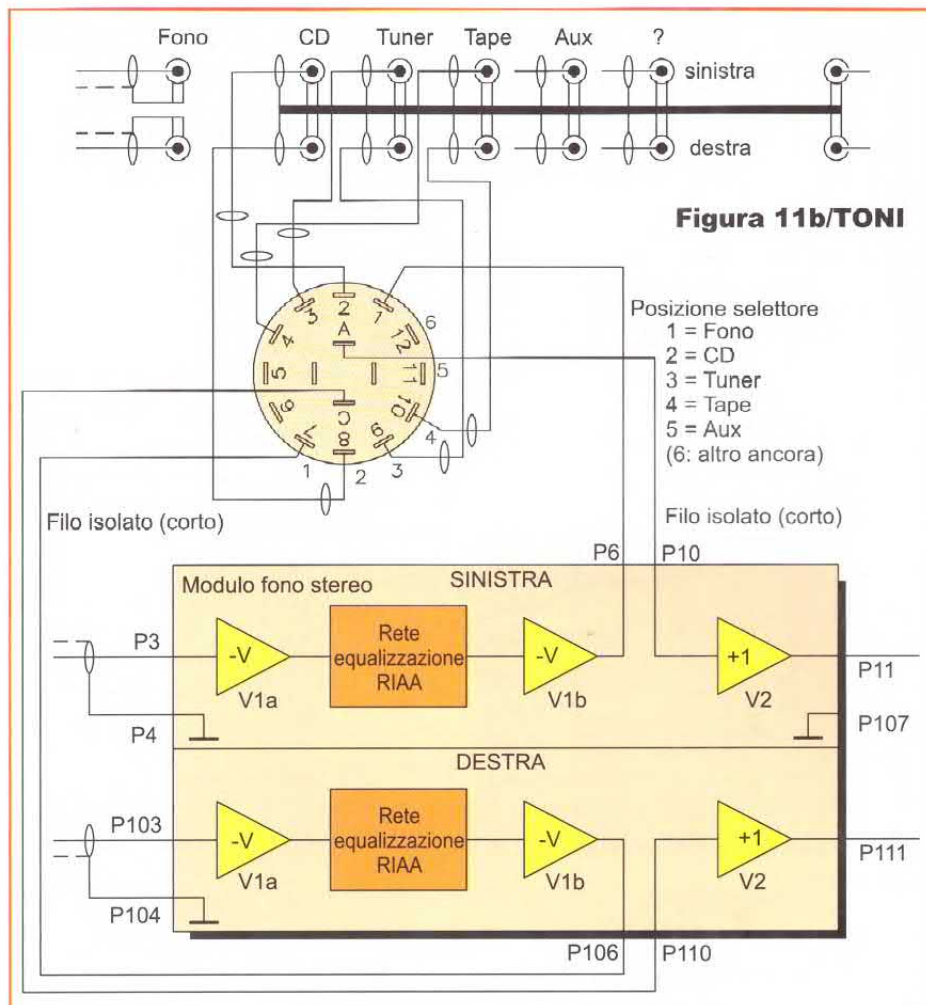 Fono CD Tuner Tape Aux ?
sinistra
destra
Figura 11b/TONI
Posizione selettore
1 = Fono
2 = CD
3 = Tuner
4 = Tape
5 = Aux
(6: altro ancora)
3 2 1 6
4 A 12
5 11 5
6 C 10 4
7 8 9
1 2 3
Filo isolato (corto)
Filo isolato (corto)
P6 P10
Modulo fono stereo
SINISTRA
P3
-V
Rete
equalizzazione
RIAA
-V
+1
V1a
V1b
V2
P11
P4
P107
DESTRA
P103
-V
Rete
equalizzazione
RIAA
-V
+1
V1a
V1b
V2
P111
P104
P106 P110